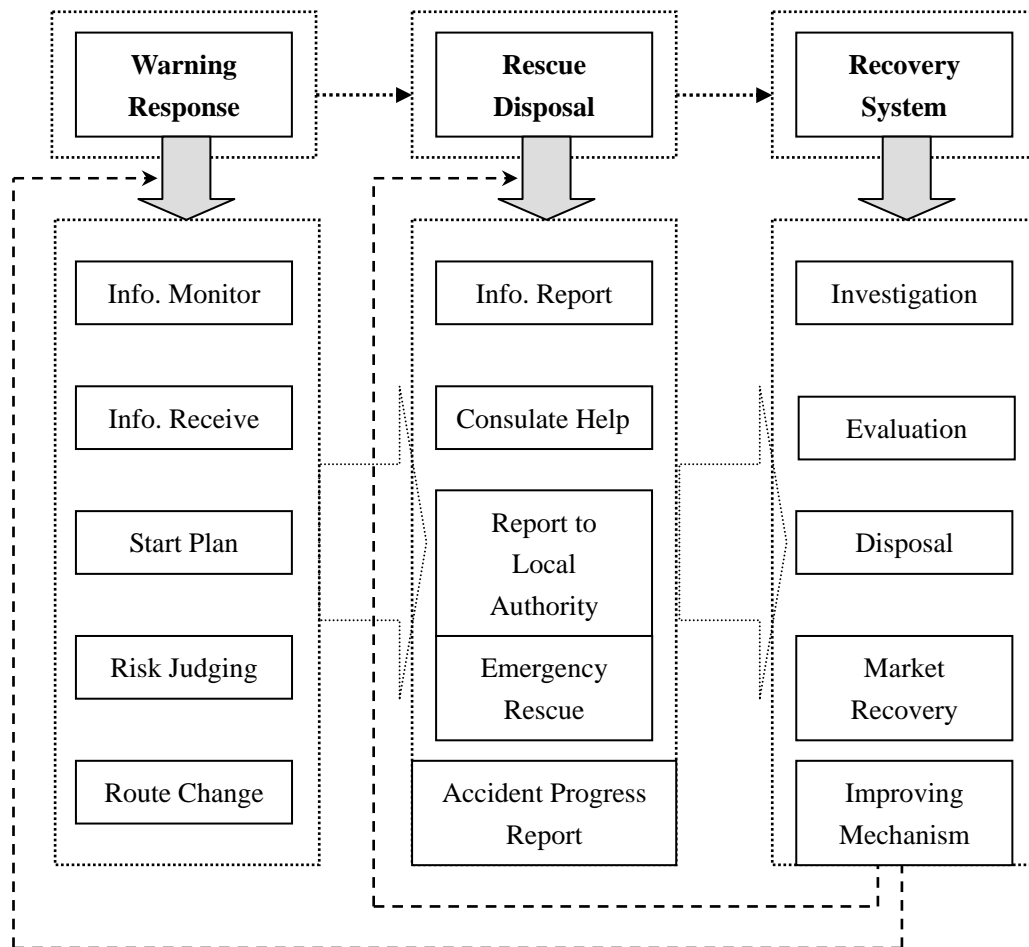 Warning
Response
Rescue
Disposal
Recovery
System
Info. Monitor
Info. Receive
Start Plan
Risk Judging
Route Change
Info. Report
Consulate Help
Report to
Local
Authority
Emergency
Rescue
Accident Progress
Report
Investigation
Evaluation
Disposal
Market
Recovery
Improving
Mechanism